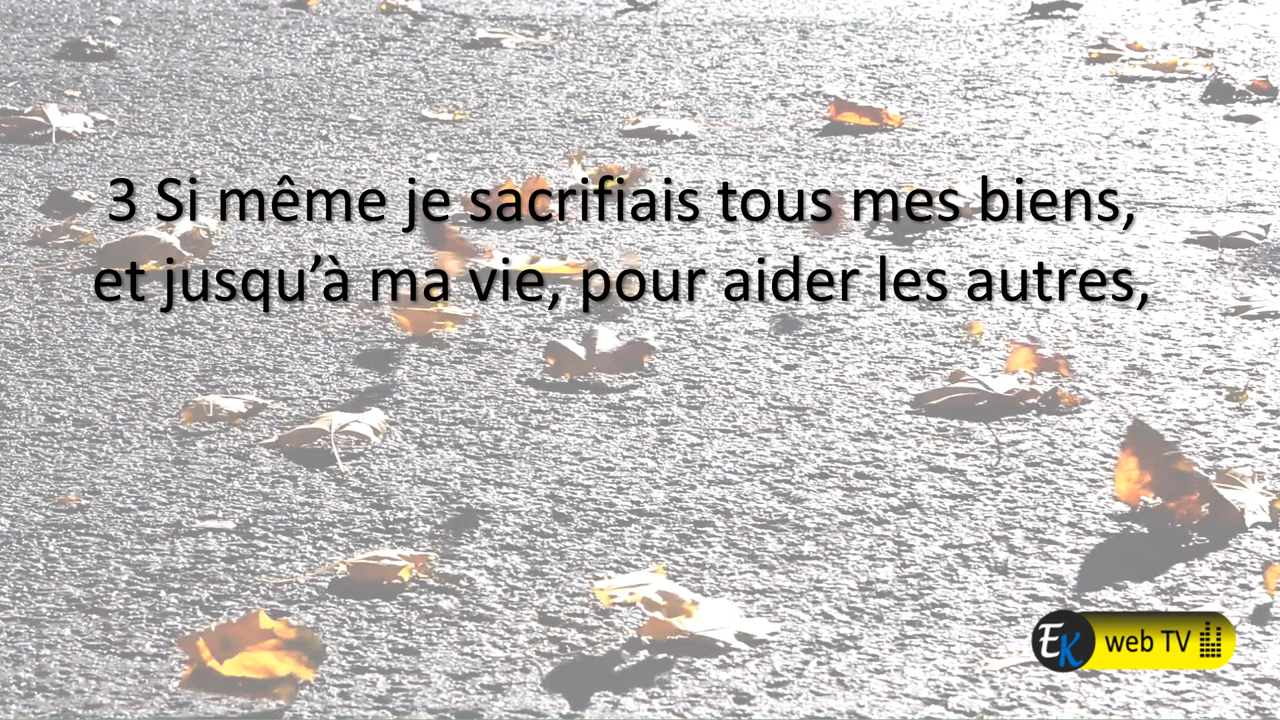 3 Si même je sacrifiais tous mes biens,
et jusqu’à ma vie, pour aider les autres,
EK web TV